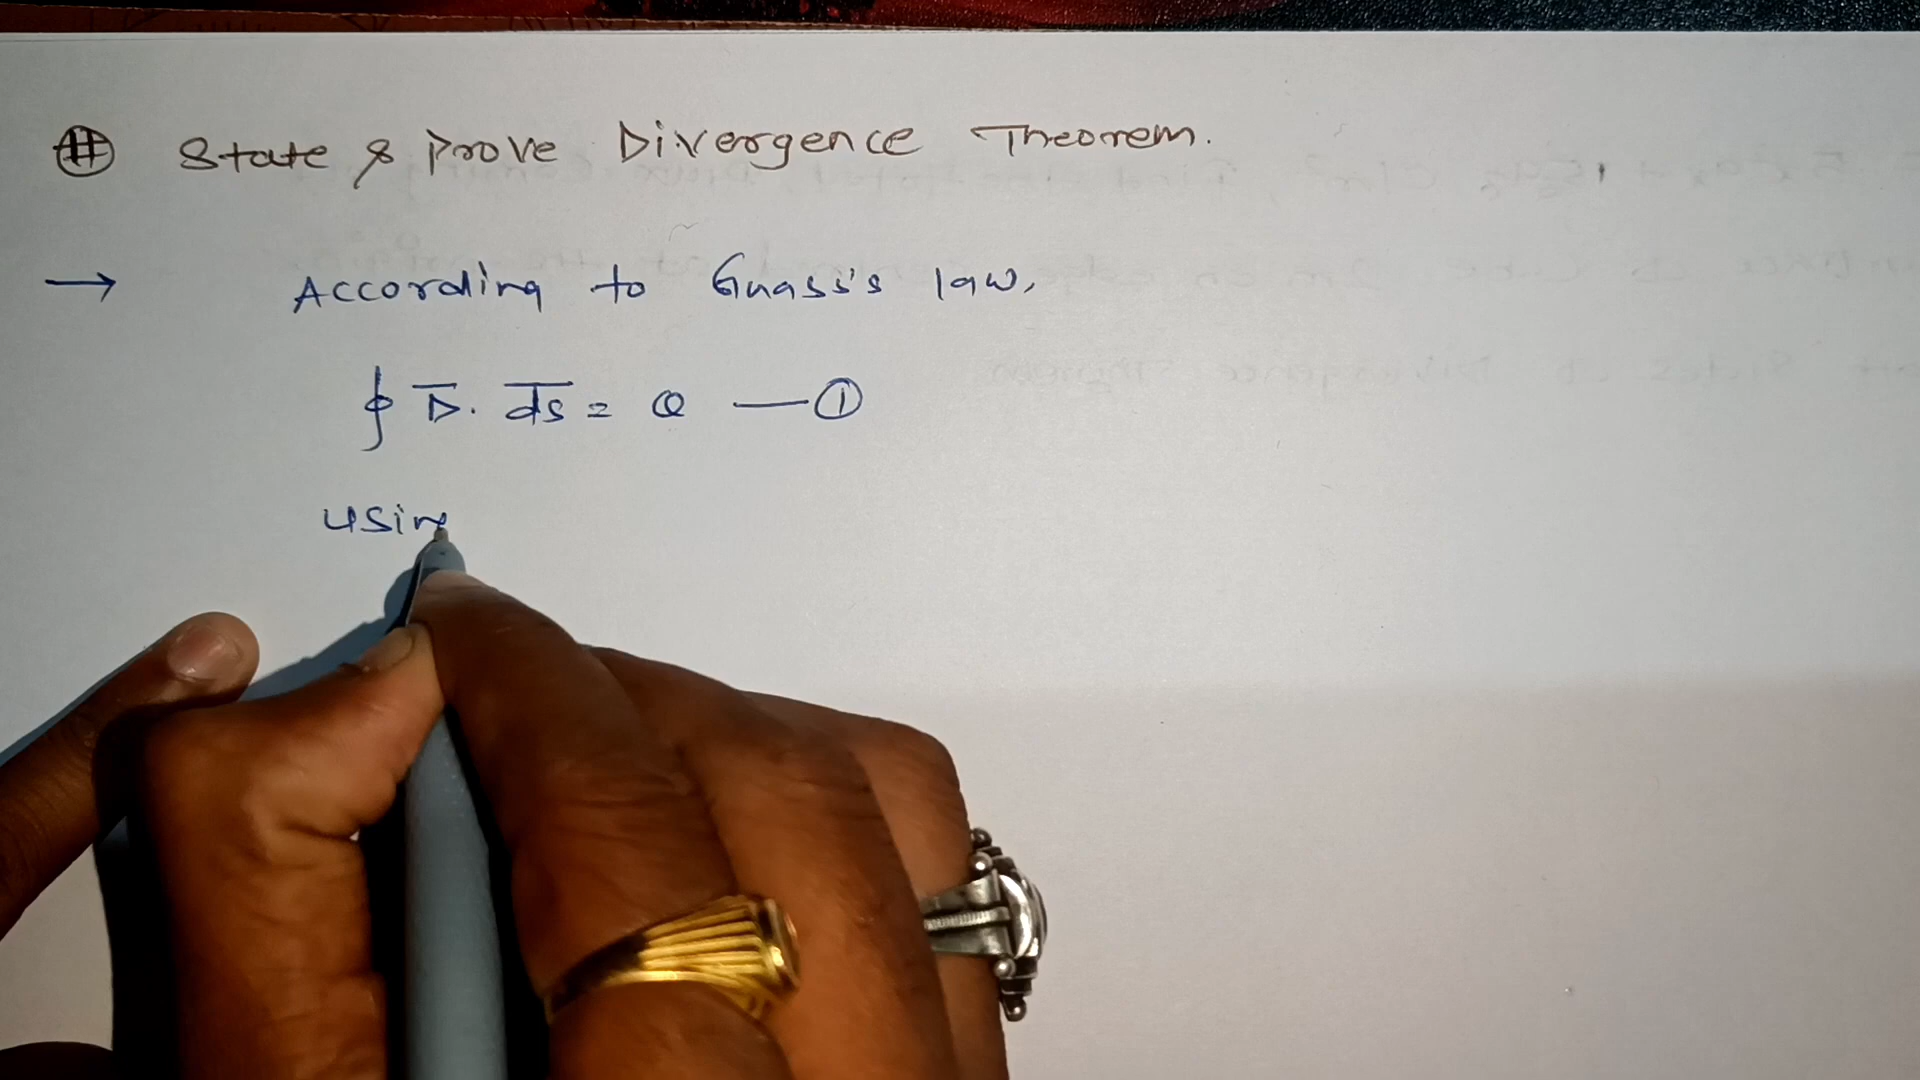 # State & Prove Divergence Theorem.
→ According to Guass's law,
∮ D̅. d̅s̅ = Q — ①
usin